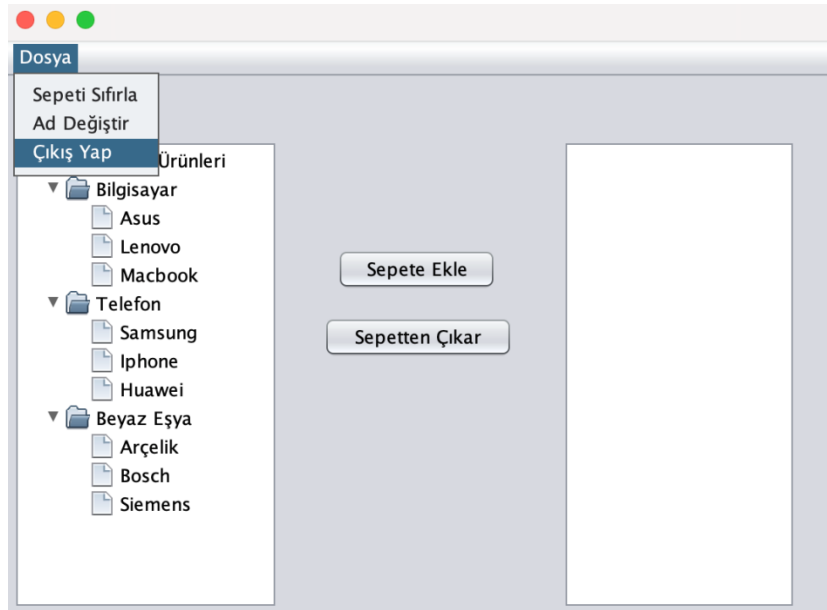 Dosya
Sepeti Sıfırla
Ad Değiştir
Çıkış Yap
Ürünleri
Bilgisayar
Asus
Lenovo
Macbook
Sepete Ekle
Telefon
Sepetten Çıkar
Samsung
Iphone
Huawei
Beyaz Eşya
Arçelik
Bosch
Siemens